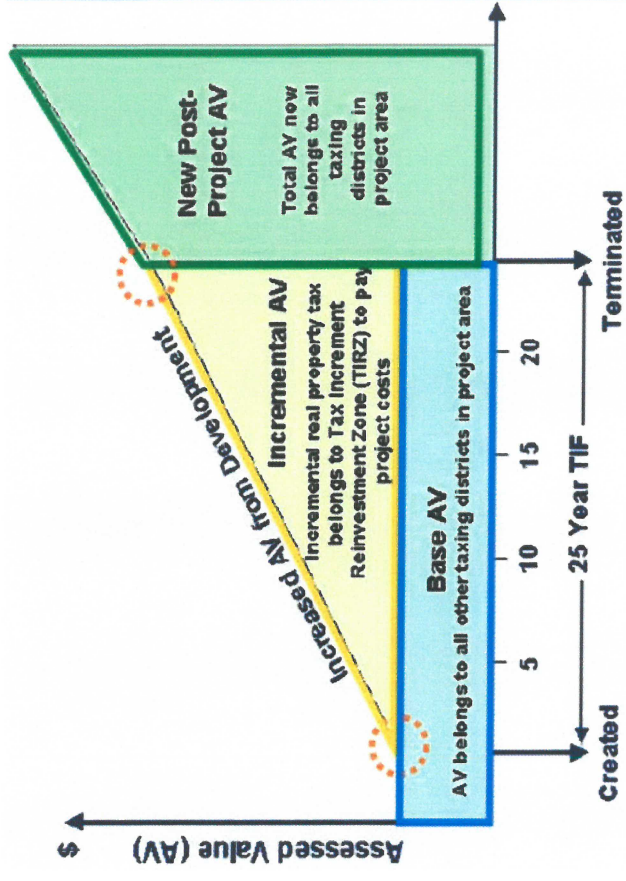 $
Assessed Value (AV)
Increased AV from Development
New Post-
Project AV
Total AV now
belongs to all
taxing
districts in
project area
Incremental AV
Incremental real property tax
belongs to Tax Increment
Reinvestment Zone (TIRZ) to pay
project costs
Base AV
AV belongs to all other taxing districts in project area
5
10
15
20
Created
25 Year TIF
Terminated